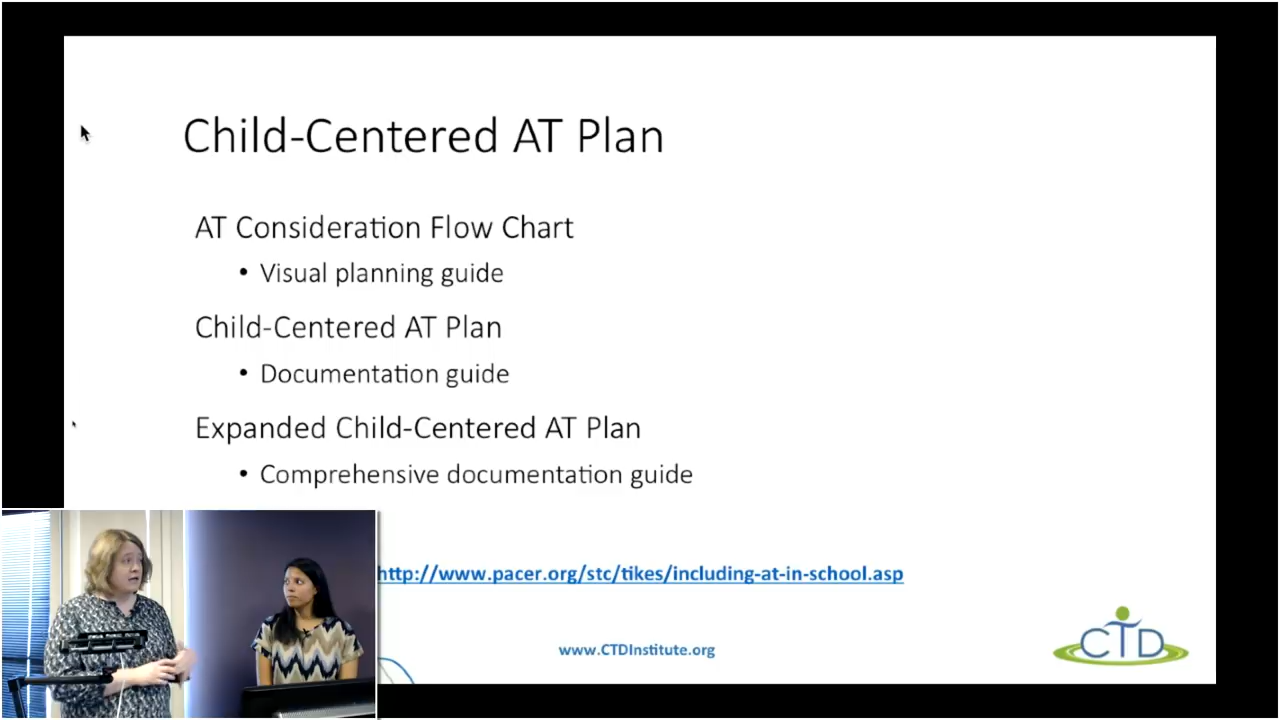 Child-Centered AT Plan
AT Consideration Flow Chart
• Visual planning guide
Child-Centered AT Plan
• Documentation guide
Expanded Child-Centered AT Plan
• Comprehensive documentation guide
http://www.pacer.org/stc/tikes/including-at-in-school.asp
www.CTDInstitute.org
CTD